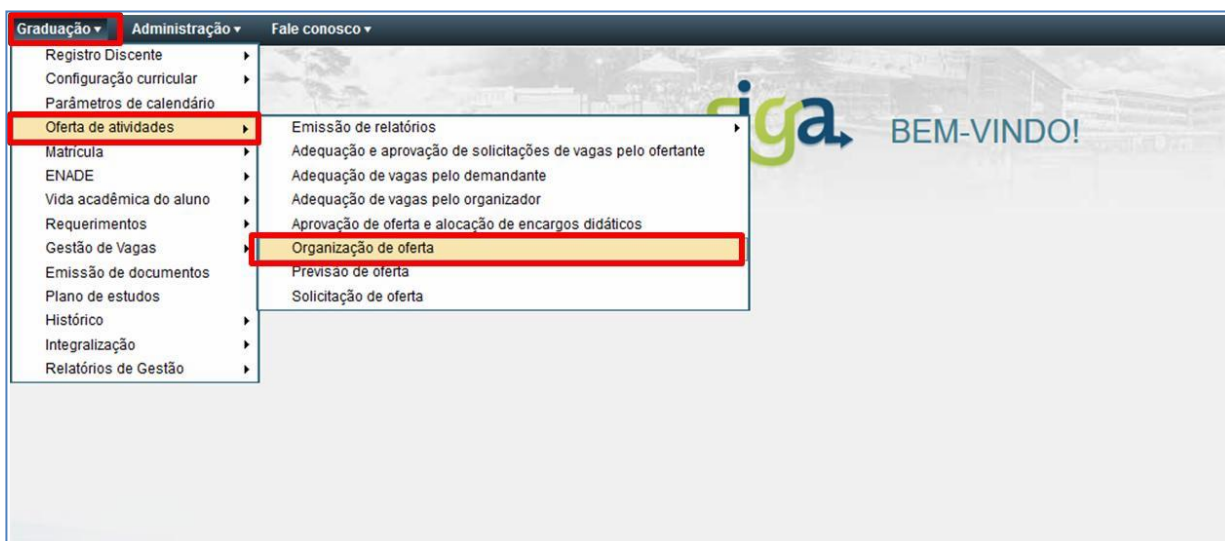 Graduação ▾ Administração ▾ Fale conosco ▾
Registro Discente
Configuração curricular
Parâmetros de calendário
Oferta de atividades
Matrícula
ENADE
Vida acadêmica do aluno
Requerimentos
Gestão de Vagas
Emissão de documentos
Plano de estudos
Histórico
Integralização
Relatórios de Gestão
Emissão de relatórios
Adequação e aprovação de solicitações de vagas pelo ofertante
Adequação de vagas pelo demandante
Adequação de vagas pelo organizador
Aprovação de oferta e alocação de encargos didáticos
Organização de oferta
Previsão de oferta
Solicitação de oferta
siga
BEM-VINDO!